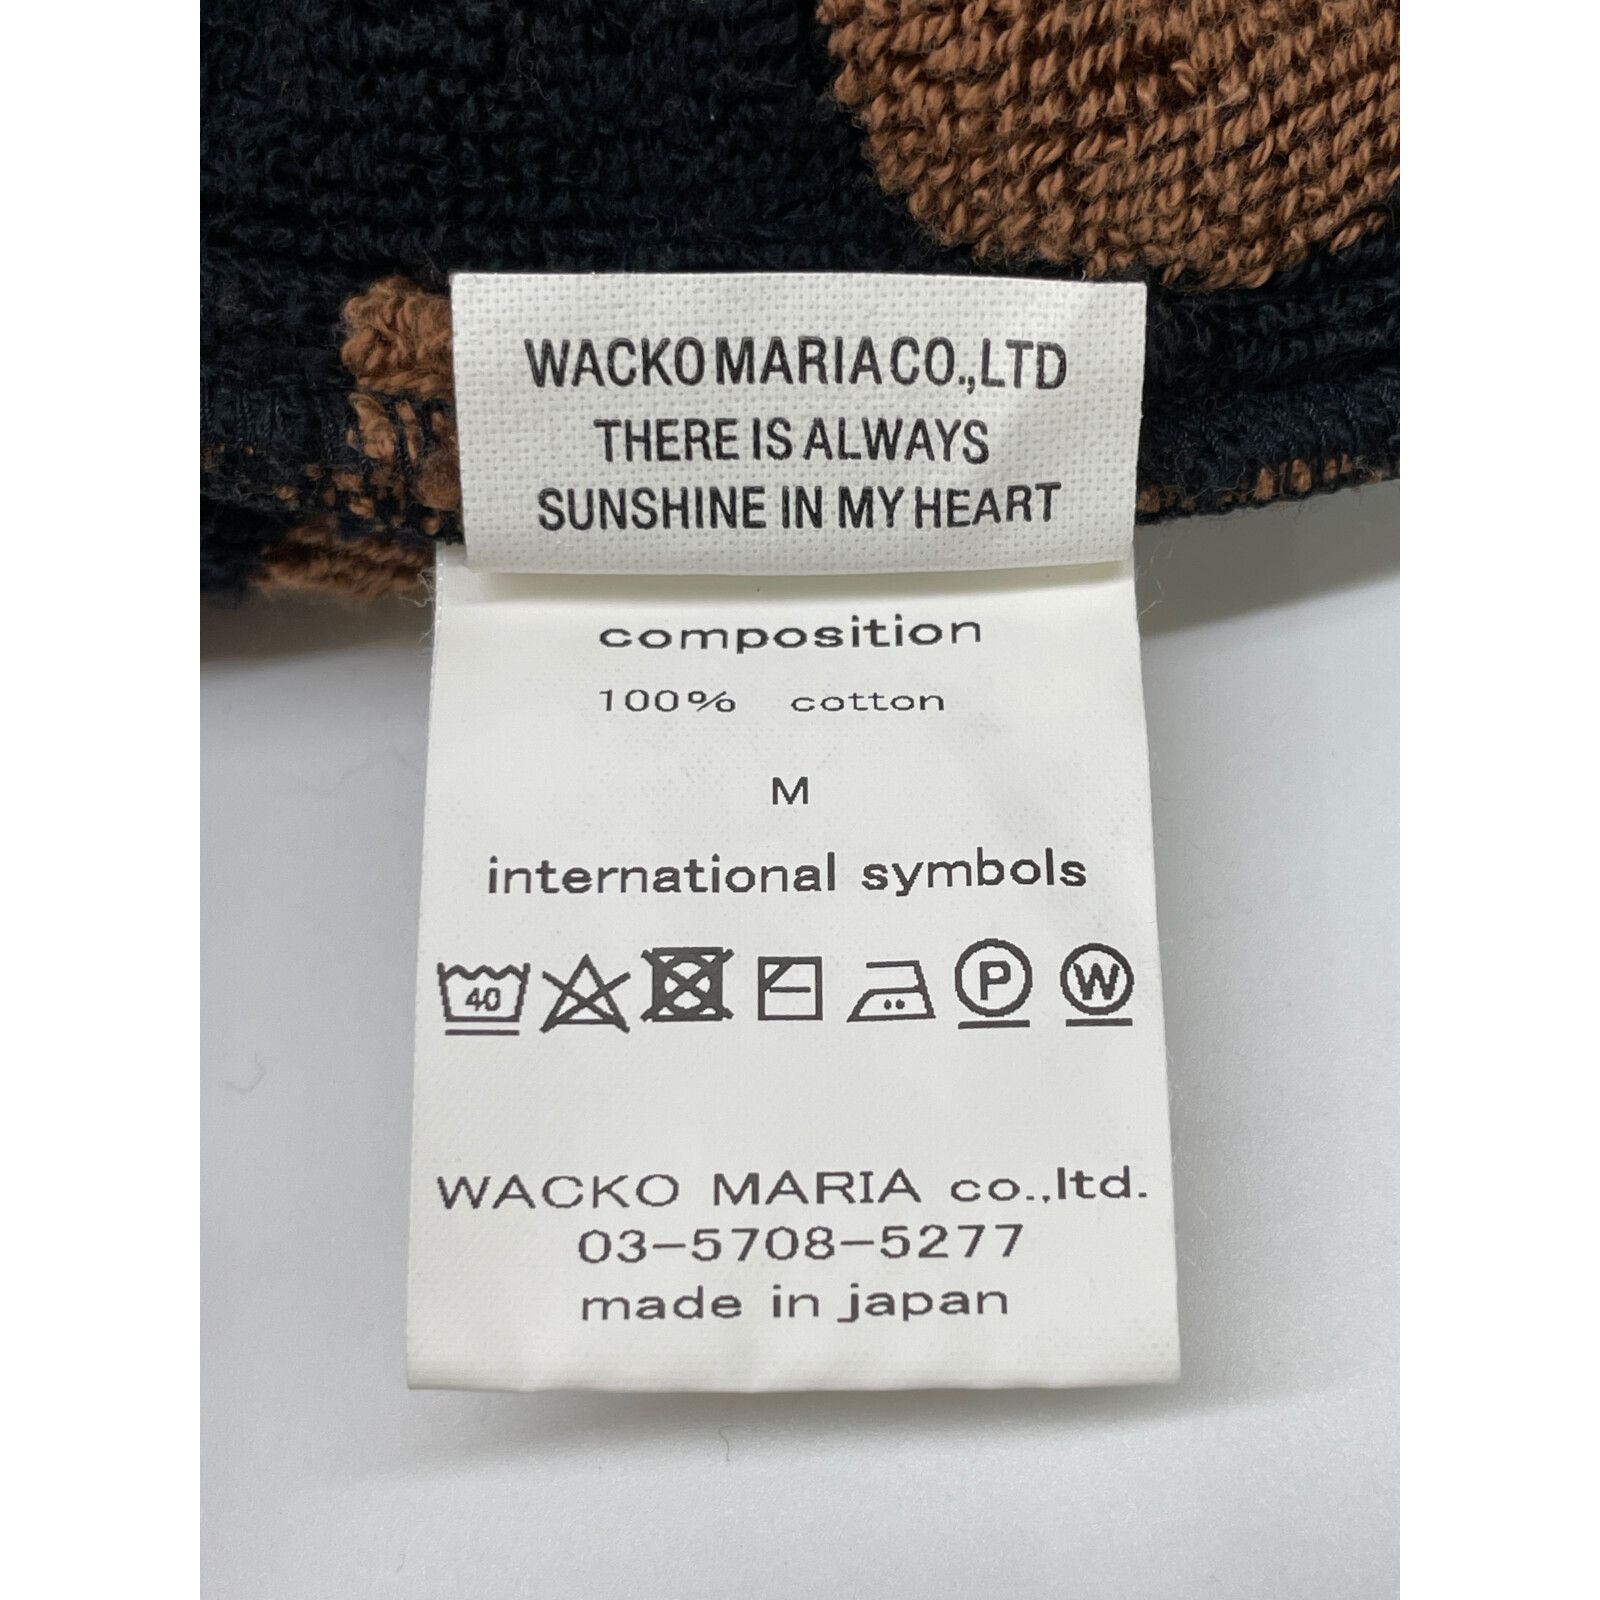 WACKO MARIA CO.,LTD
THERE IS ALWAYS
SUNSHINE IN MY HEART
composition
100% cotton
M
international symbols
40 P W
WACKO MARIA co.,ltd.
03-5708-5277
made in japan